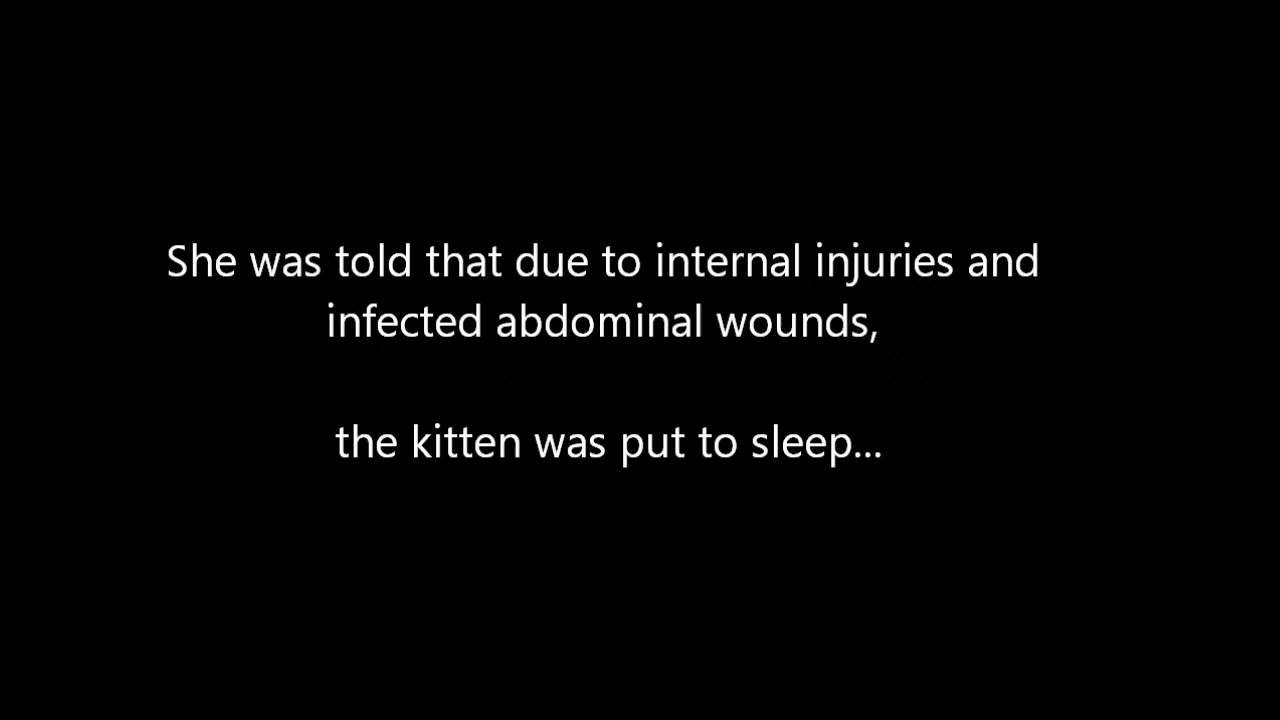 She was told that due to internal injuries and
infected abdominal wounds,
the kitten was put to sleep...